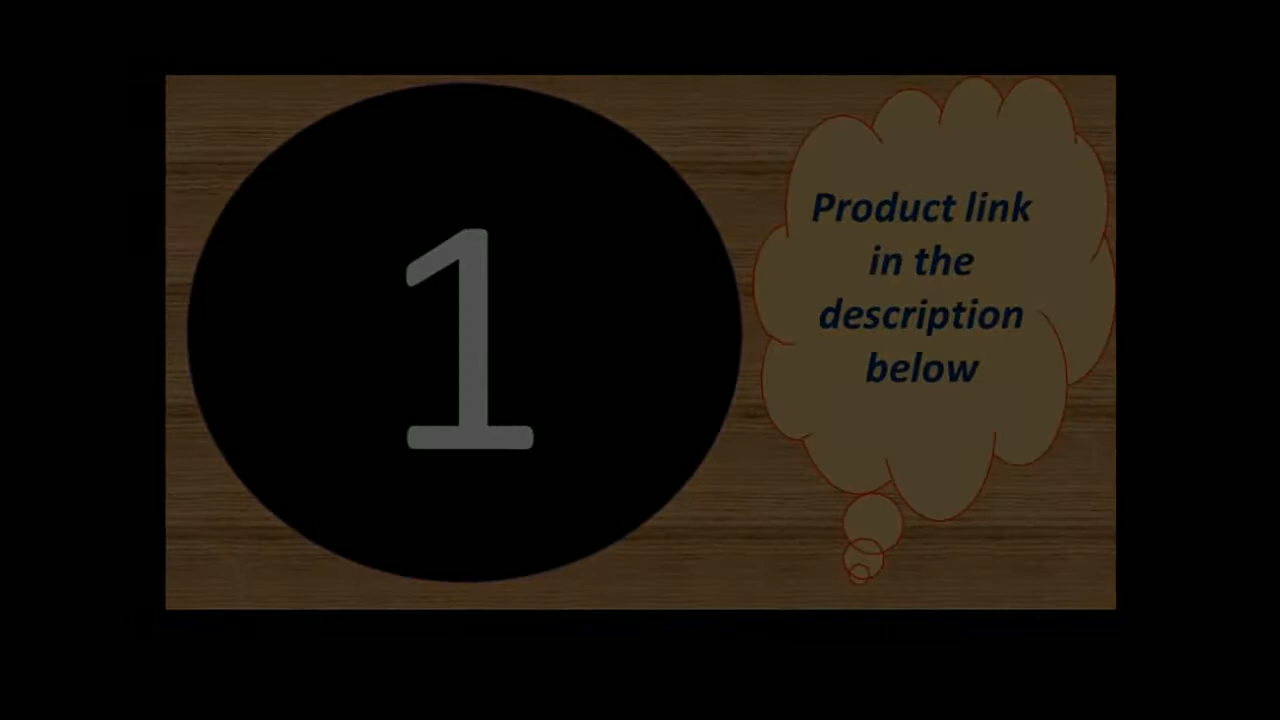 1
Product link
in the
description
below